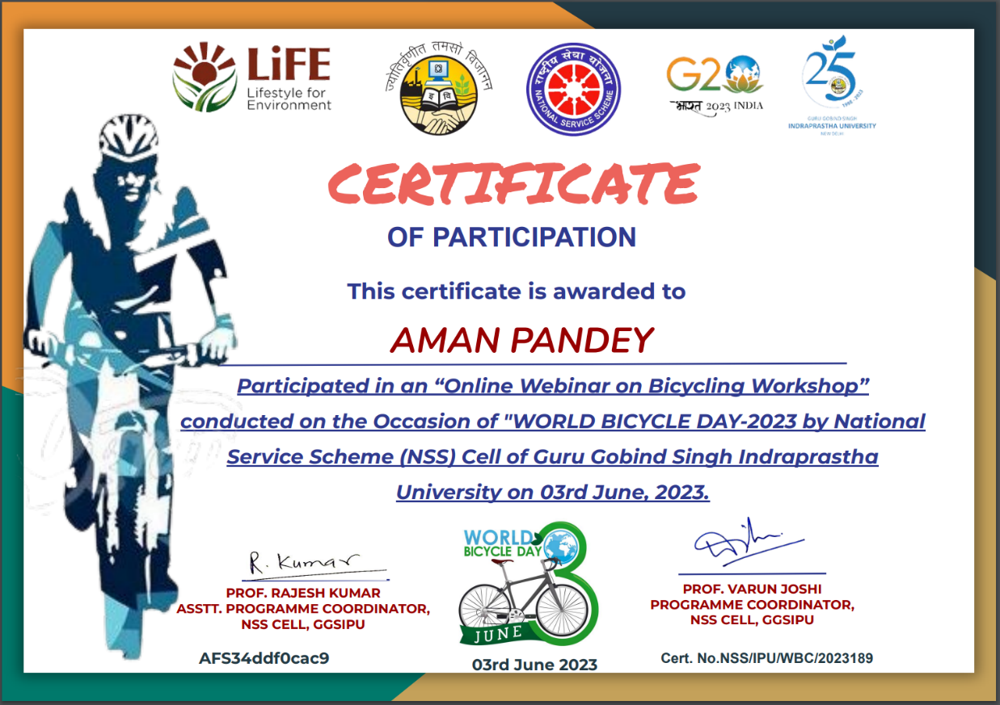 LiFE
Lifestyle for
Environment
ज्योतिर्वृणीत तमसो विजानन
इ वि
राष्ट्रीय सेवा योजना
NATIONAL SERVICE SCHEME
G20
भारत 2023 INDIA
25
1998 - 2023
GURU GOBIND SINGH
INDRAPRASTHA UNIVERSITY
NEW DELHI
CERTIFICATE
OF PARTICIPATION
This certificate is awarded to
AMAN PANDEY
Participated in an “Online Webinar on Bicycling Workshop”
conducted on the Occasion of "WORLD BICYCLE DAY-2023 by National
Service Scheme (NSS) Cell of Guru Gobind Singh Indraprastha
University on 03rd June, 2023.
R. Kumar
PROF. RAJESH KUMAR
ASSTT. PROGRAMME COORDINATOR,
NSS CELL, GGSIPU
AFS34ddf0cac9
WORLD
BICYCLE DAY
3
JUNE
03rd June 2023
PROF. VARUN JOSHI
PROGRAMME COORDINATOR,
NSS CELL, GGSIPU
Cert. No.NSS/IPU/WBC/2023189